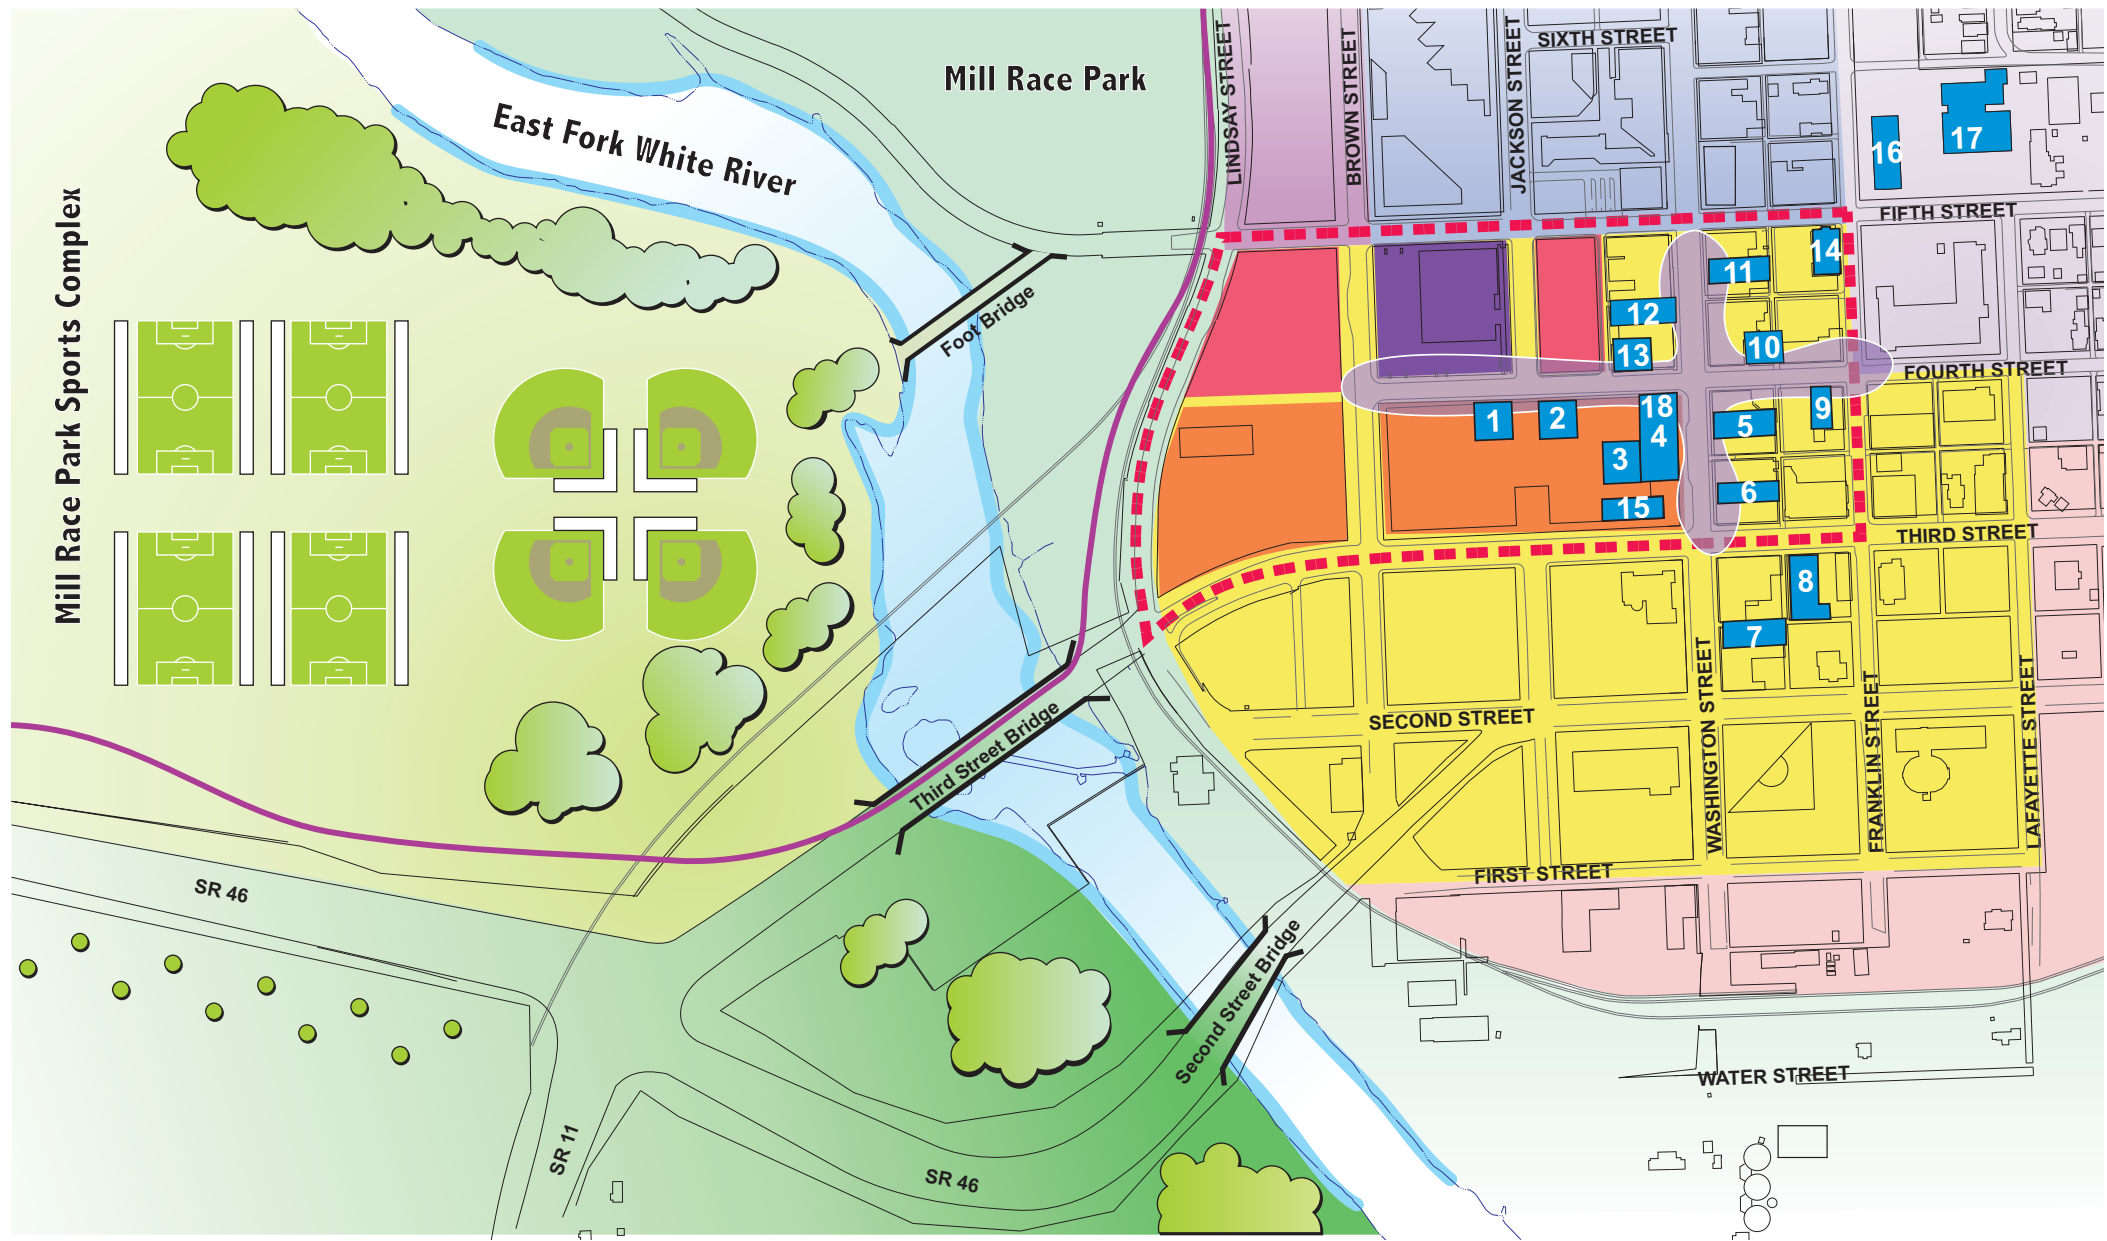 Mill Race Park
East Fork White River
Mill Race Park Sports Complex
Foot Bridge
Third Street Bridge
Second Street Bridge
SR 46
SR 11
SR 46
LINDSAY STREET
BROWN STREET
JACKSON STREET
SIXTH STREET
FIFTH STREET
FOURTH STREET
THIRD STREET
SECOND STREET
FIRST STREET
WATER STREET
WASHINGTON STREET
FRANKLIN STREET
LAFAYETTE STREET
16
17
14
11
12
13
10
1
2
18
4
3
15
5
9
6
8
7